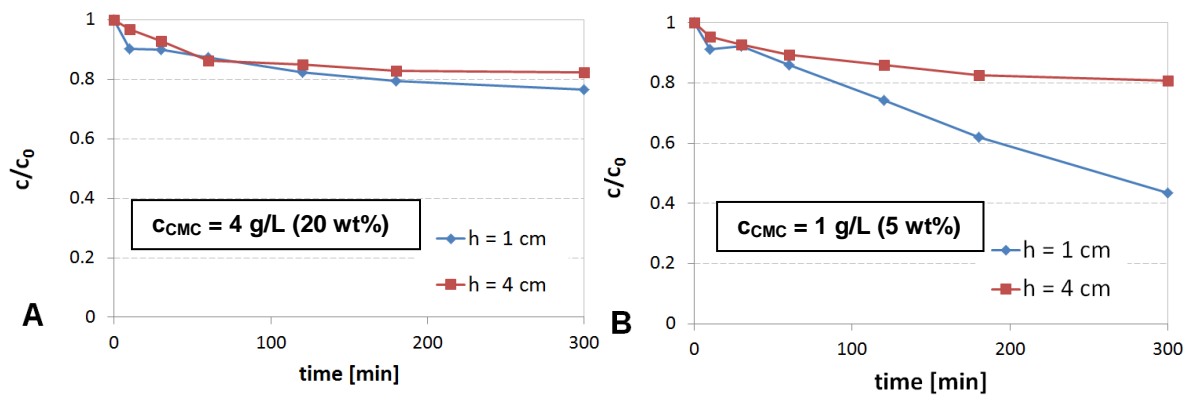 1
0.8
0.6
0.4
0.2
0
c/c0
cCMC = 4 g/L (20 wt%)
h = 1 cm
h = 4 cm
A
0 100 200 300
time [min]
1
0.8
0.6
0.4
0.2
0
c/c0
cCMC = 1 g/L (5 wt%)
h = 1 cm
h = 4 cm
B
0 100 200 300
time [min]